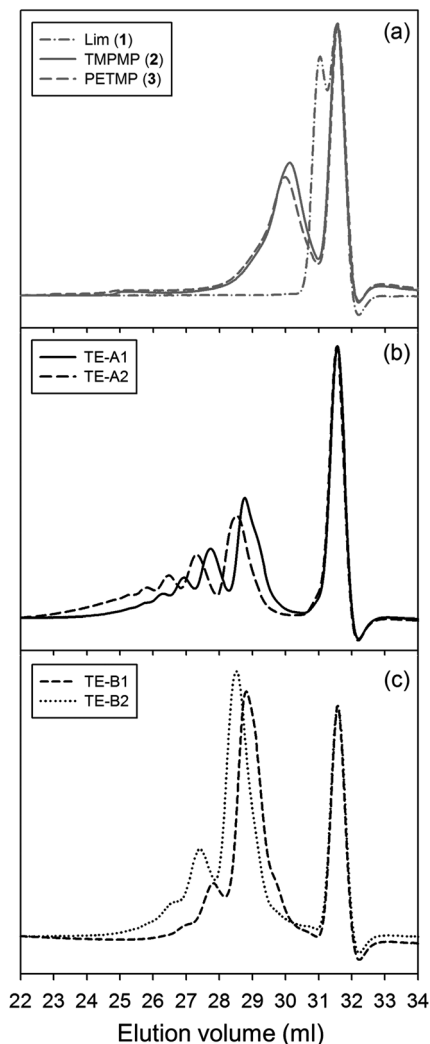 (a)
Lim (1)
TMPMP (2)
PETMP (3)
(b)
TE-A1
TE-A2
(c)
TE-B1
TE-B2
22 23 24 25 26 27 28 29 30 31 32 33 34
Elution volume (ml)